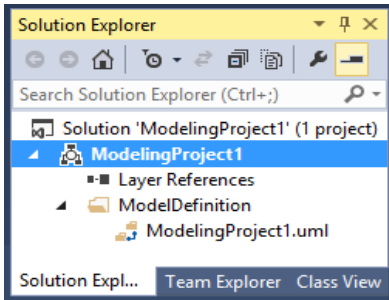 Solution Explorer
Search Solution Explorer (Ctrl+;)
Solution 'ModelingProject1' (1 project)
ModelingProject1
Layer References
ModelDefinition
ModelingProject1.uml
Solution Expl... Team Explorer Class View